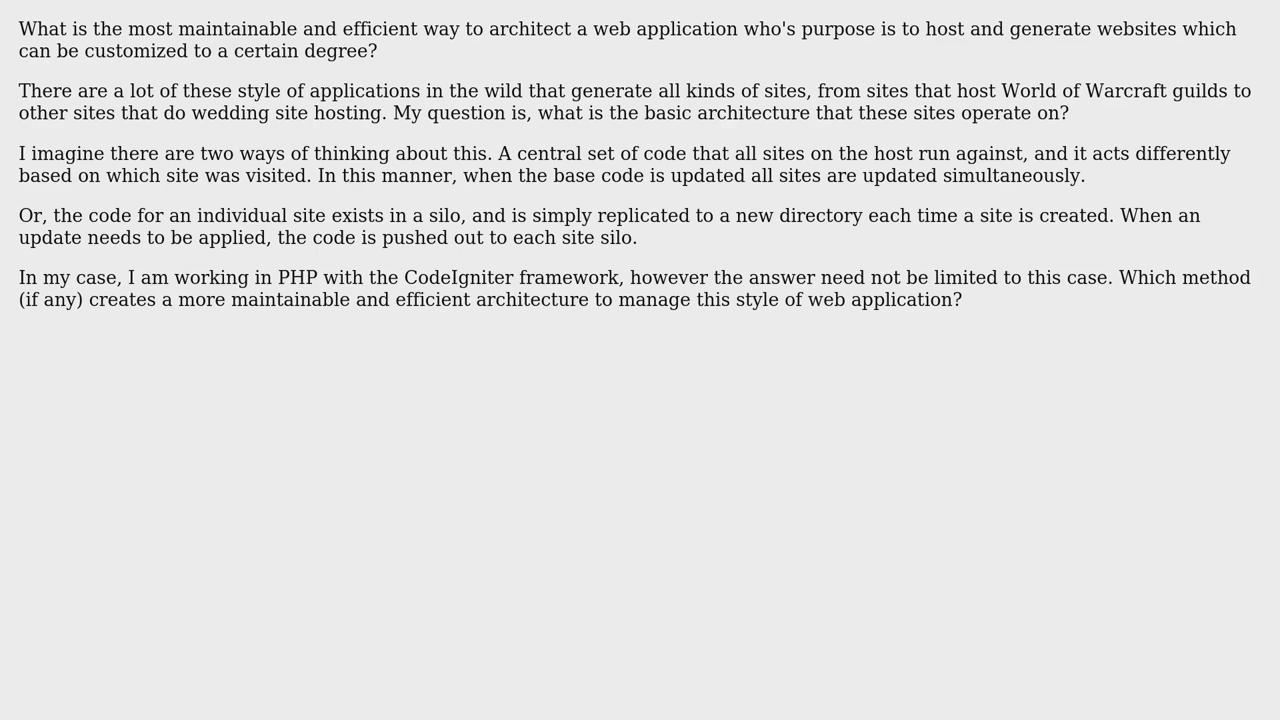 What is the most maintainable and efficient way to architect a web application who's purpose is to host and generate websites which
can be customized to a certain degree?
There are a lot of these style of applications in the wild that generate all kinds of sites, from sites that host World of Warcraft guilds to
other sites that do wedding site hosting. My question is, what is the basic architecture that these sites operate on?
I imagine there are two ways of thinking about this. A central set of code that all sites on the host run against, and it acts differently
based on which site was visited. In this manner, when the base code is updated all sites are updated simultaneously.
Or, the code for an individual site exists in a silo, and is simply replicated to a new directory each time a site is created. When an
update needs to be applied, the code is pushed out to each site silo.
In my case, I am working in PHP with the CodeIgniter framework, however the answer need not be limited to this case. Which method
(if any) creates a more maintainable and efficient architecture to manage this style of web application?